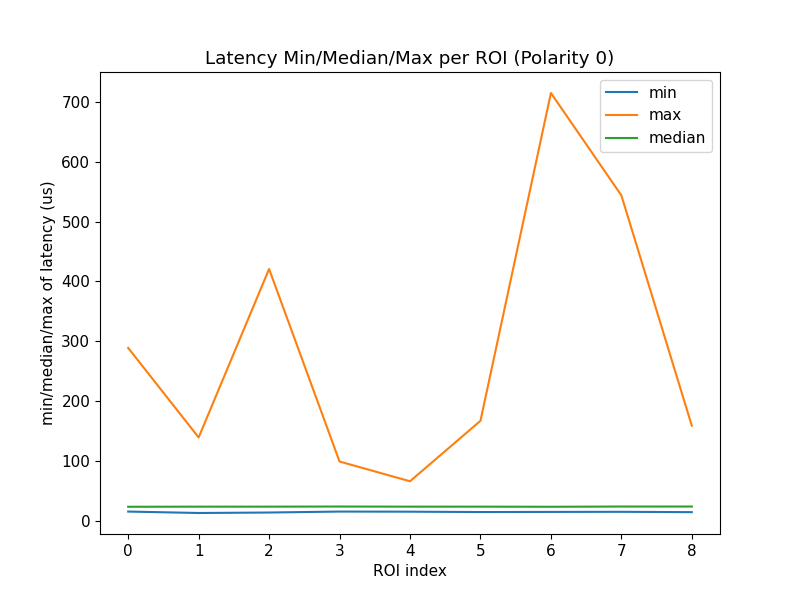 Latency Min/Median/Max per ROI (Polarity 0)
min
max
median
min/median/max of latency (us)
700
600
500
400
300
200
100
0
0 1 2 3 4 5 6 7 8
ROI index